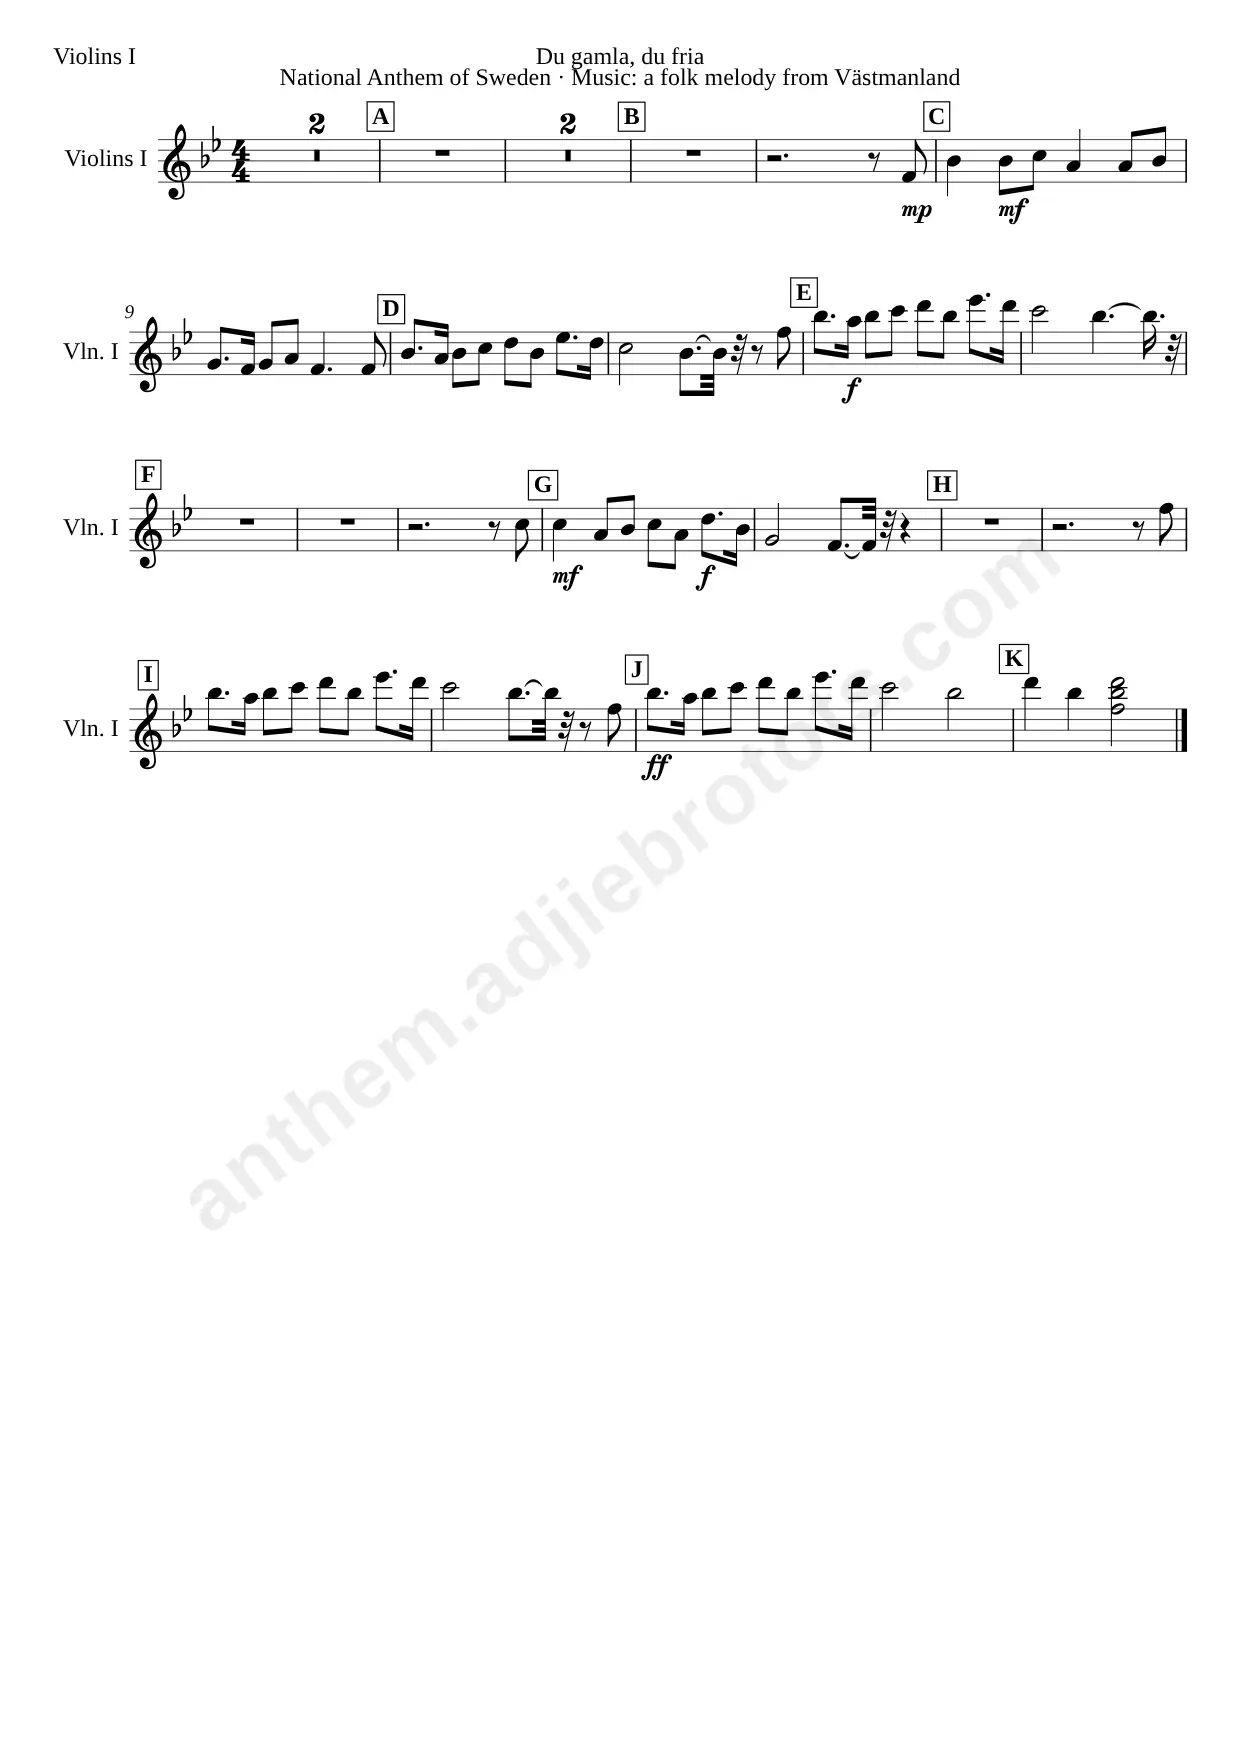 Violins I
Du gamla, du fria
National Anthem of Sweden · Music: a folk melody from Västmanland
2 A 2 B C
Violins I
mp mf
9 D E
Vln. I
f
F G H
Vln. I
mf f
I J K
Vln. I
ff
anthem.adjiebrotots.com